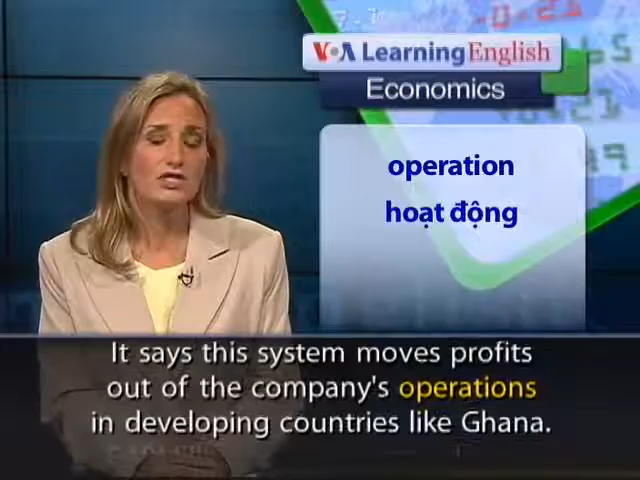 VOA Learning English
Economics
operation
hoạt động
It says this system moves profits
out of the company's operations
in developing countries like Ghana.